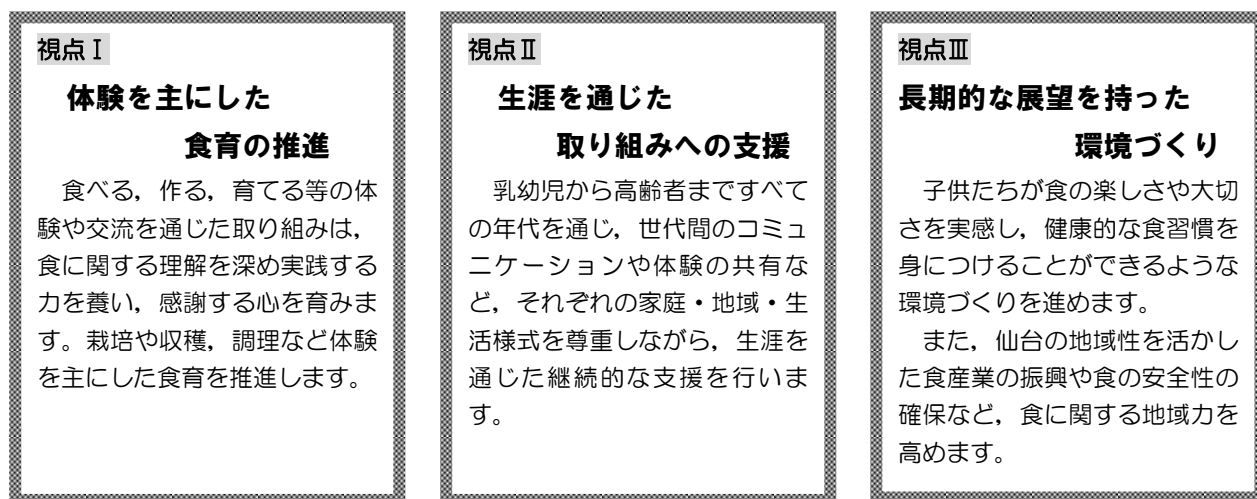 視点Ⅰ
体験を主にした
食育の推進
食べる，作る，育てる等の体
験や交流を通じた取り組みは，
食に関する理解を深め実践する
力を養い，感謝する心を育みま
す。栽培や収穫，調理など体験
を主にした食育を推進します。
視点Ⅱ
生涯を通じた
取り組みへの支援
乳幼児から高齢者まですべて
の年代を通じ，世代間のコミュ
ニケーションや体験の共有な
ど，それぞれの家庭・地域・生
活様式を尊重しながら，生涯を
通じた継続的な支援を行いま
す。
視点Ⅲ
長期的な展望を持った
環境づくり
子供たちが食の楽しさや大切
さを実感し，健康的な食習慣を
身につけることができるような
環境づくりを進めます。
また，仙台の地域性を活かし
た食産業の振興や食の安全性の
確保など，食に関する地域力を
高めます。